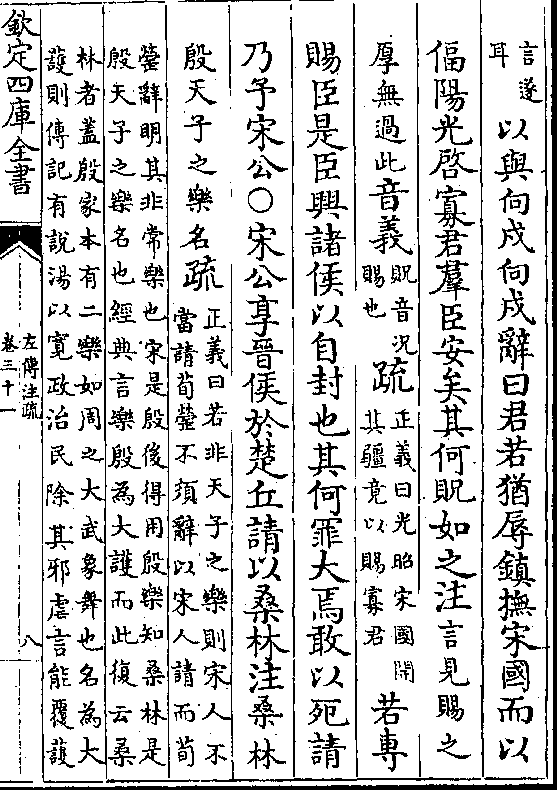 言遂
耳
以與向戌向戌辭曰君若猶辱鎮撫宋國而以
偪陽光啓寡君羣臣安矣其何貺如之注言見賜之
厚無過此音義貺音况
賜也疏正義曰光昭宋國開
其疆竟以賜寡君若專
賜臣是臣興諸侯以自封也其何罪大焉敢以死請
乃予宋公○宋公享晉侯於楚丘請以桑林注桑林
殷天子之樂名疏正義曰若非天子之樂則宋人不
當請荀罃不須辭以宋人請而荀
罃辭明其非常樂也宋是殷後得用殷樂知桑林是
殷天子之樂名也經典言樂殷為大護而此復云桑
林者蓋殷家本有二樂如周之大武象舞也名為大
護則傳記有說湯以寬政治民除其邪虐言能覆護
欽定四庫全書
左傳注疏
卷三十一
八